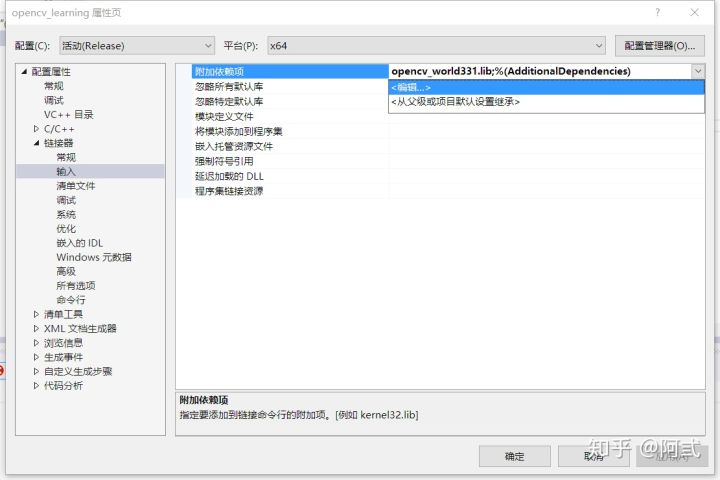 opencv_learning 属性页
配置(C): 活动(Release) 平台(P): x64 配置管理器(O)...
配置属性
常规
调试
VC++ 目录
C/C++
链接器
常规
输入
清单文件
调试
系统
优化
嵌入的 IDL
Windows 元数据
高级
所有选项
命令行
清单工具
XML 文档生成器
浏览信息
生成事件
自定义生成步骤
代码分析
附加依赖项 opencv_world331.lib;%(AdditionalDependencies)
忽略所有默认库 <编辑...>
忽略特定默认库 <从父级或项目默认设置继承>
模块定义文件
将模块添加到程序集
嵌入托管资源文件
强制符号引用
延迟加载的 DLL
程序集链接资源
附加依赖项
指定要添加到链接命令行的附加项。[例如 kernel32.lib]
确定 取消
知乎 @阿弎